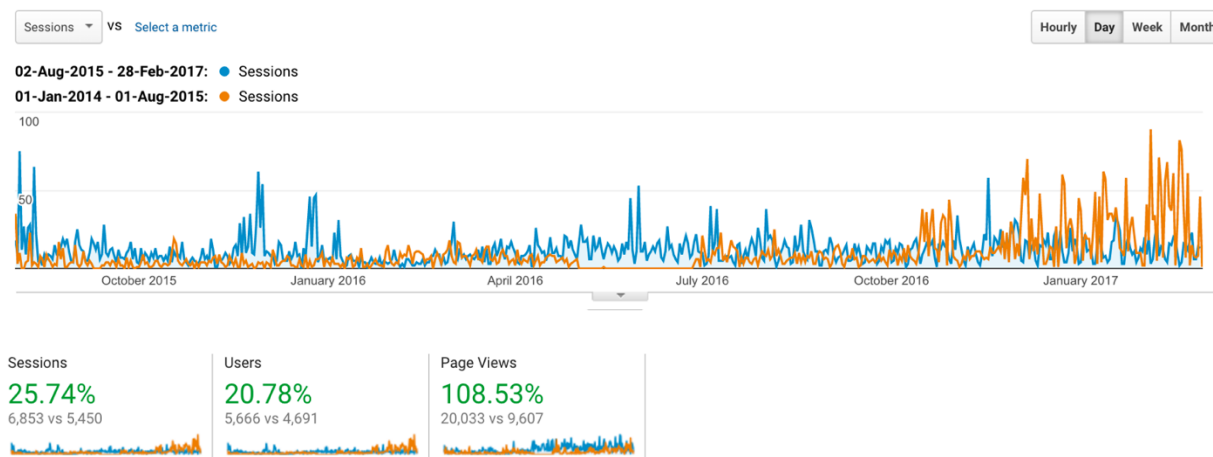 Sessions VS Select a metric Hourly Day Week Month
02-Aug-2015 - 28-Feb-2017: Sessions
01-Jan-2014 - 01-Aug-2015: Sessions
100
50
October 2015 January 2016 April 2016 July 2016 October 2016 January 2017
Sessions Users Page Views
25.74% 20.78% 108.53%
6,853 vs 5,450 5,666 vs 4,691 20,033 vs 9,607